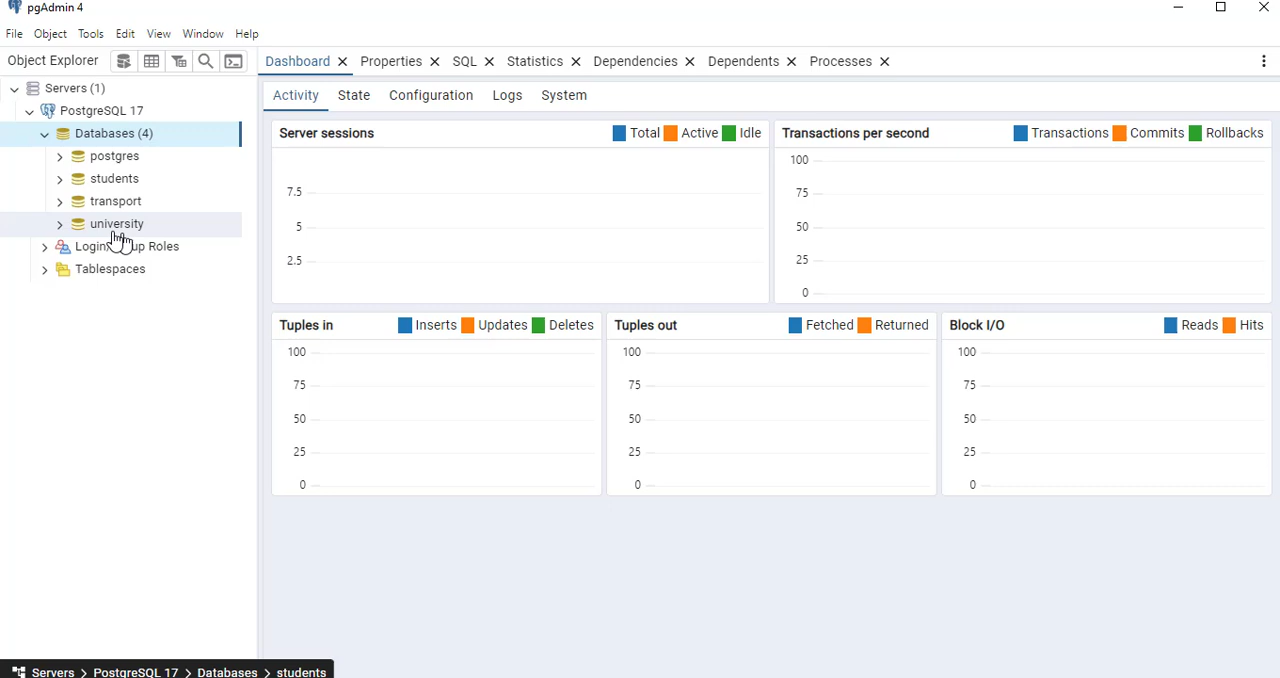 pgAdmin 4
File Object Tools Edit View Window Help
Object Explorer
Dashboard Properties SQL Statistics Dependencies Dependents Processes
Servers (1)
PostgreSQL 17
Databases (4)
postgres
students
transport
university
Tablespaces
Activity State Configuration Logs System
Server sessions
Total Active Idle
7.5
5
2.5
Transactions per second
Transactions Commits Rollbacks
100
75
50
25
0
Tuples in
Inserts Updates Deletes
100
75
50
25
0
Tuples out
Fetched Returned
100
75
50
25
0
Block I/O
Reads Hits
100
75
50
25
0
Servers > PostgreSQL 17 > Databases > students